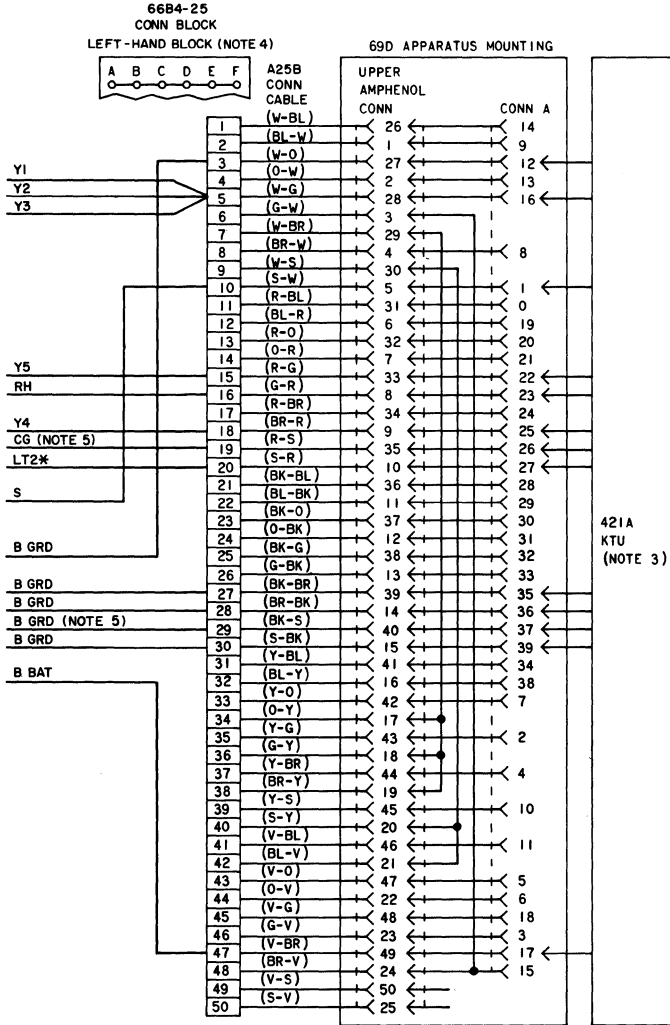 66B4-25
CONN BLOCK
LEFT-HAND BLOCK (NOTE 4)
A B C D E F
A25B
CONN
CABLE
69D APPARATUS MOUNTING
UPPER
AMPHENOL
CONN
CONN A
1 (W-BL) 26 14
2 (BL-W) 1 9
3 (W-O) 27 12
Y1 4 (O-W) 2 13
Y2 5 (W-G) 28 16
Y3 6 (G-W) 3
7 (W-BR) 29
8 (BR-W) 4 8
9 (W-S) 30
10 (S-W) 5 1
11 (R-BL) 31 0
12 (BL-R) 6 19
13 (R-O) 32 20
14 (O-R) 7 21
Y5 15 (R-G) 33 22
RH 16 (G-R) 8 23
17 (R-BR) 34 24
Y4 18 (BR-R) 9 25
CG (NOTE 5) 19 (R-S) 35 26
LT2* 20 (S-R) 10 27
21 (BK-BL) 36 28
S 22 (BL-BK) 11 29
23 (BK-O) 37 30
24 (O-BK) 12 31
B GRD 25 (BK-G) 38 32
26 (G-BK) 13 33
B GRD 27 (BK-BR) 39 35
B GRD 28 (BR-BK) 14 36
B GRD (NOTE 5) 29 (BK-S) 40 37
B GRD 30 (S-BK) 15 39
31 (Y-BL) 41 34
B BAT 32 (BL-Y) 16 38
33 (Y-O) 42 7
34 (O-Y) 17
35 (Y-G) 43 2
36 (G-Y) 18
37 (Y-BR) 44 4
38 (BR-Y) 19
39 (Y-S) 45 10
40 (S-Y) 20
41 (V-BL) 46 11
42 (BL-V) 21
43 (V-O) 47 5
44 (O-V) 22 6
45 (V-G) 48 18
46 (G-V) 23 3
47 (V-BR) 49 17
48 (BR-V) 24 15
49 (V-S) 50
50 (S-V) 25
421A
KTU
(NOTE 3)